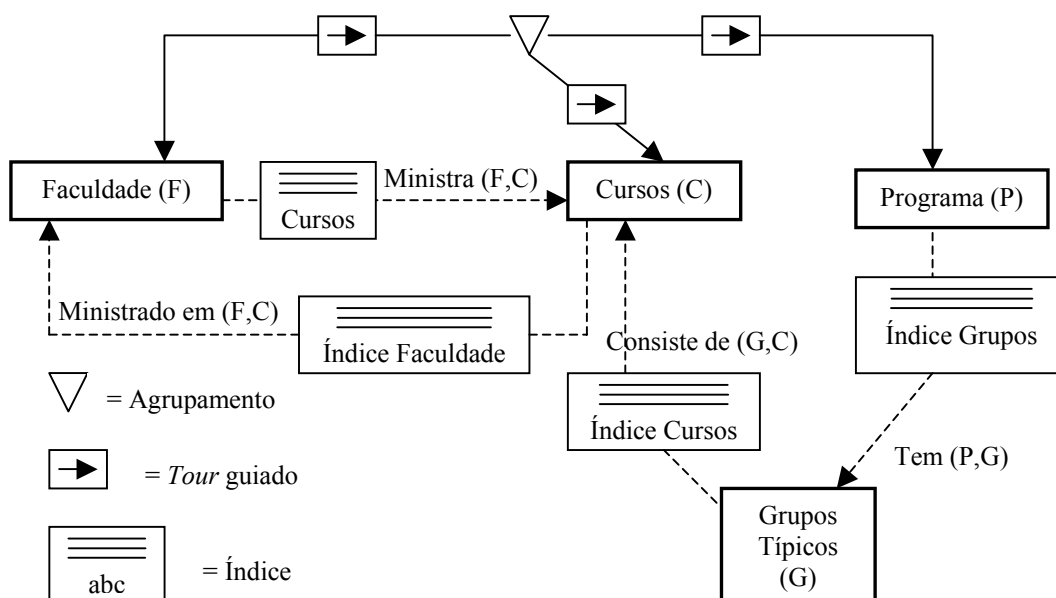 Faculdade (F)
Cursos
Ministra (F,C)
Cursos (C)
Programa (P)
Ministrado em (F,C)
Índice Faculdade
Consiste de (G,C)
Índice Grupos
= Agrupamento
Índice Cursos
Tem (P,G)
= Tour guiado
Grupos
Típicos
(G)
abc
= Índice